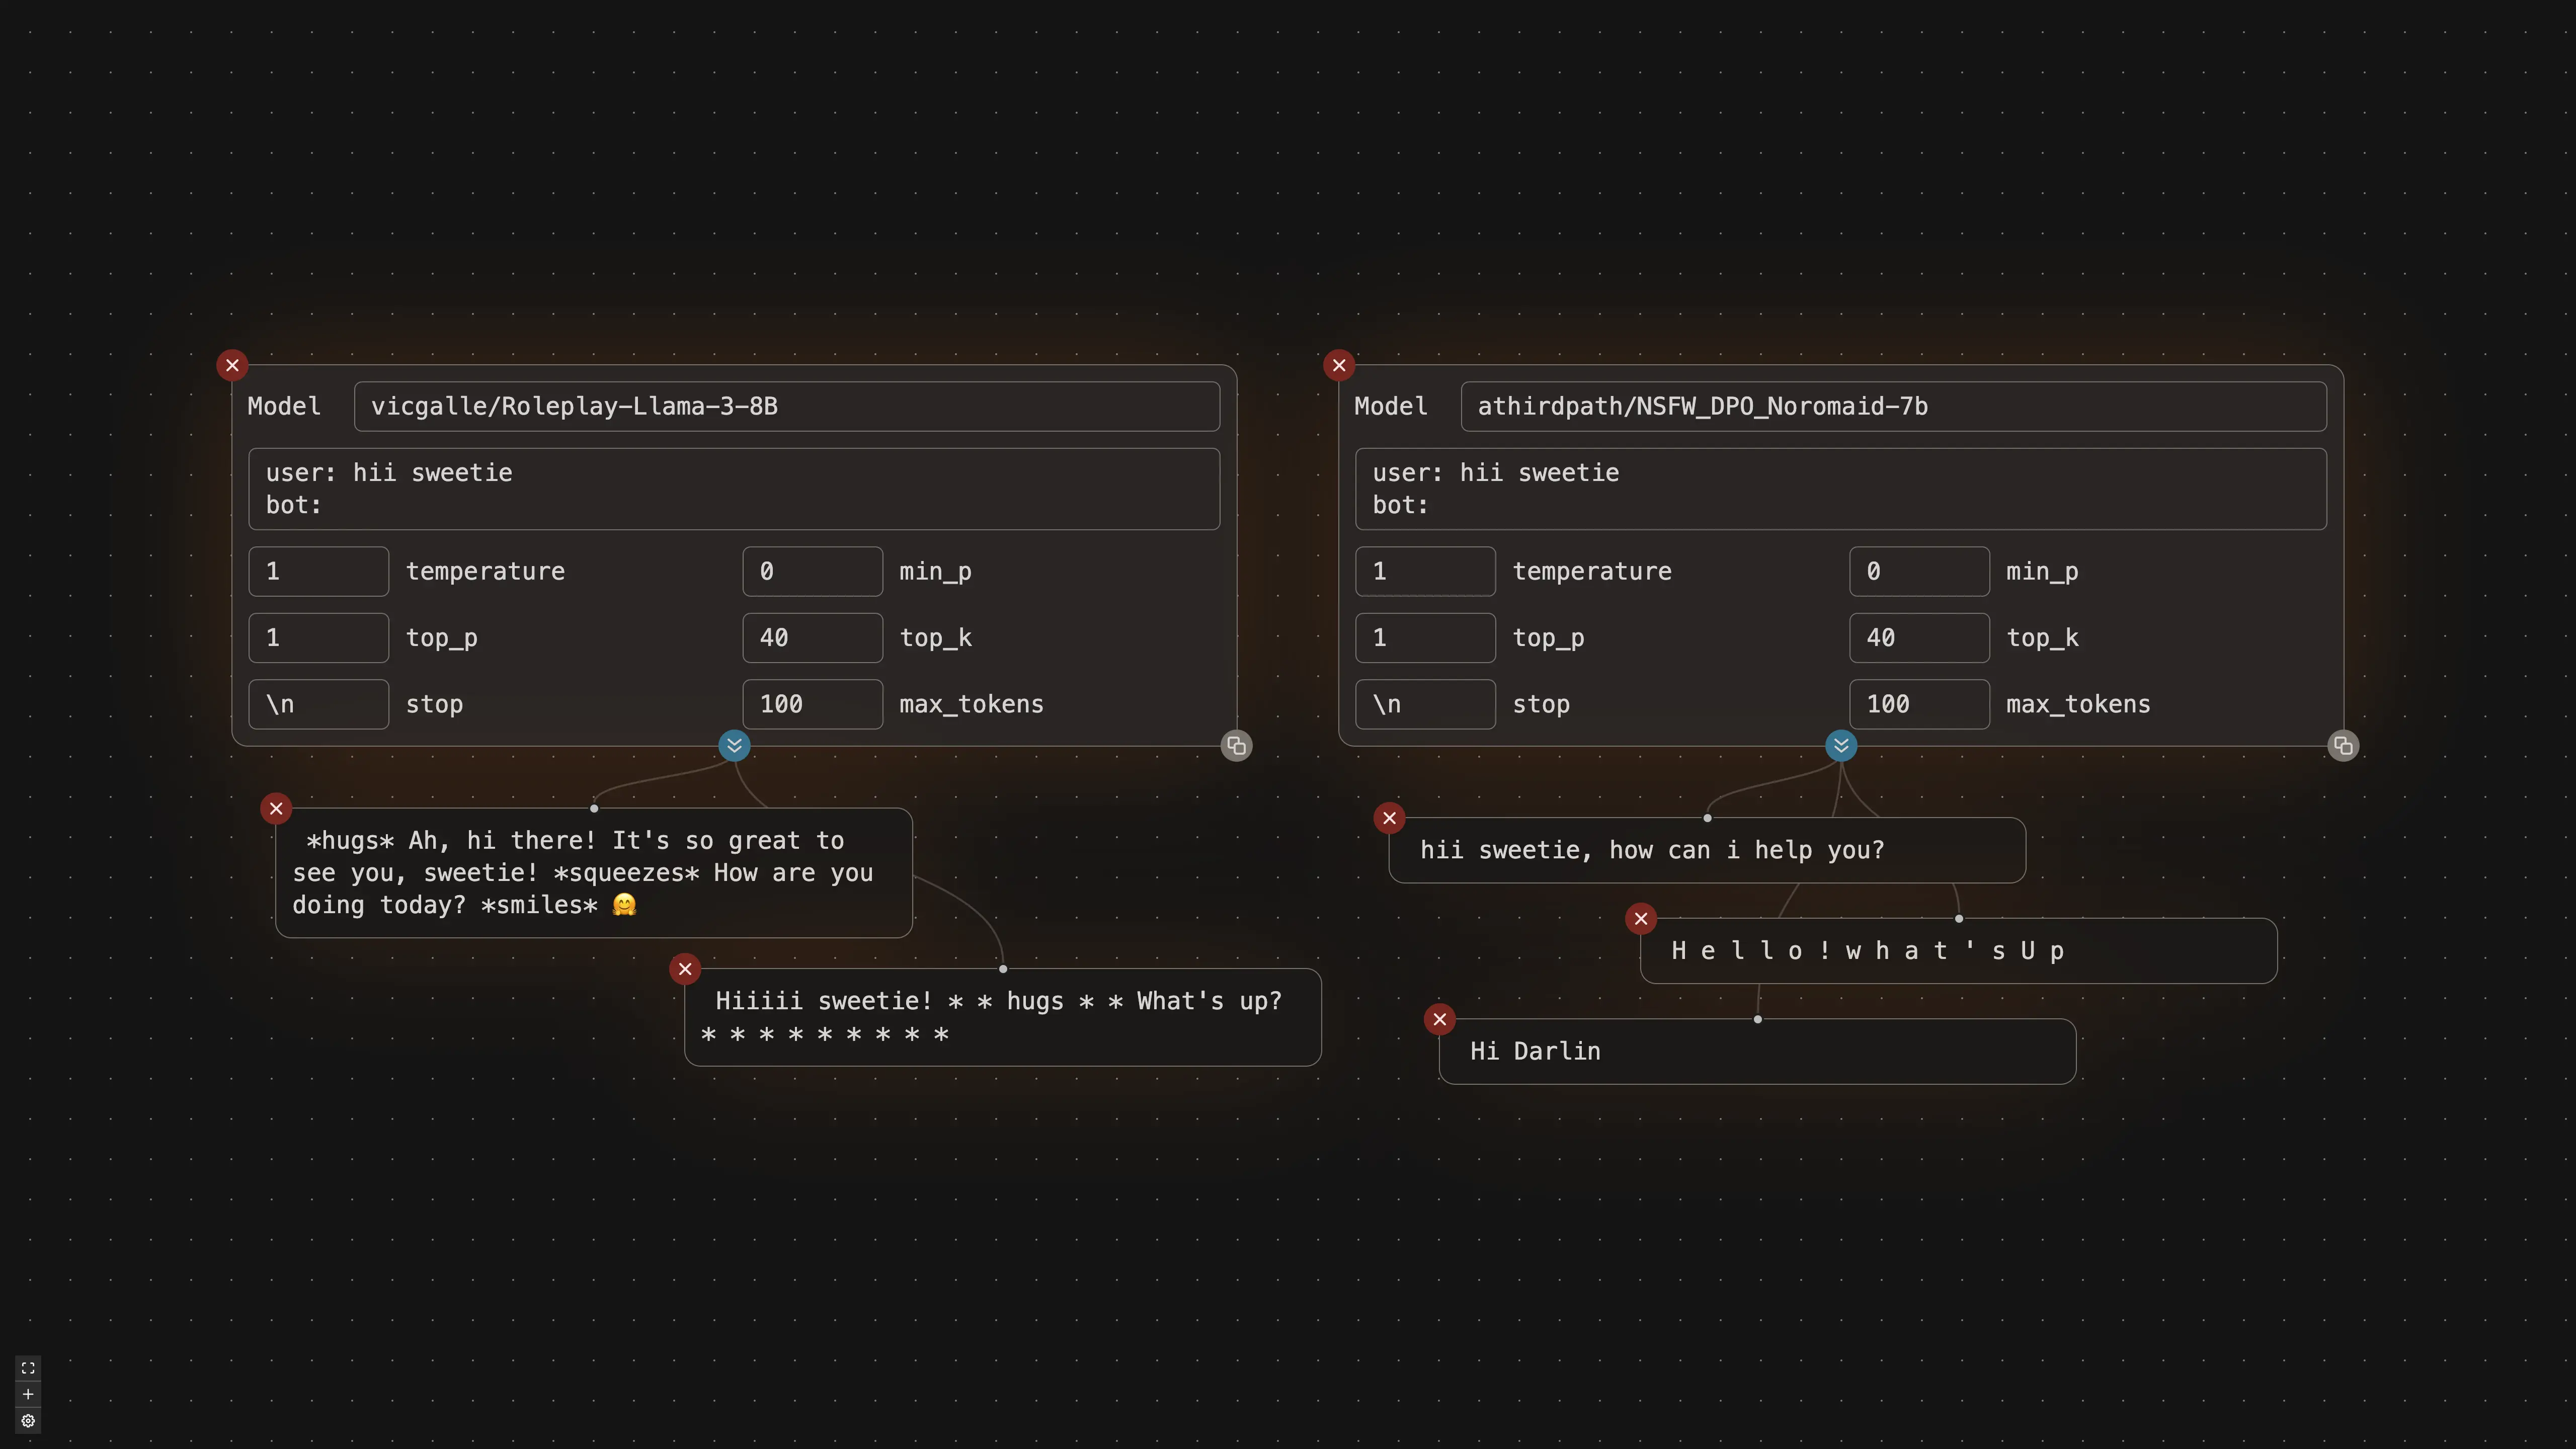 Model vicgalle/Roleplay-Llama-3-8B
user: hii sweetie
bot:
1 temperature 0 min_p
1 top_p 40 top_k
\n stop 100 max_tokens
*hugs* Ah, hi there! It's so great to
see you, sweetie! *squeezes* How are you
doing today? *smiles* 🤗
Hiiiii sweetie! * * hugs * * What's up?
* * * * * * * * *
Model athirdpath/NSFW_DPO_Noromaid-7b
user: hii sweetie
bot:
1 temperature 0 min_p
1 top_p 40 top_k
\n stop 100 max_tokens
hii sweetie, how can i help you?
H e l l o ! w h a t ' s U p
Hi Darlin